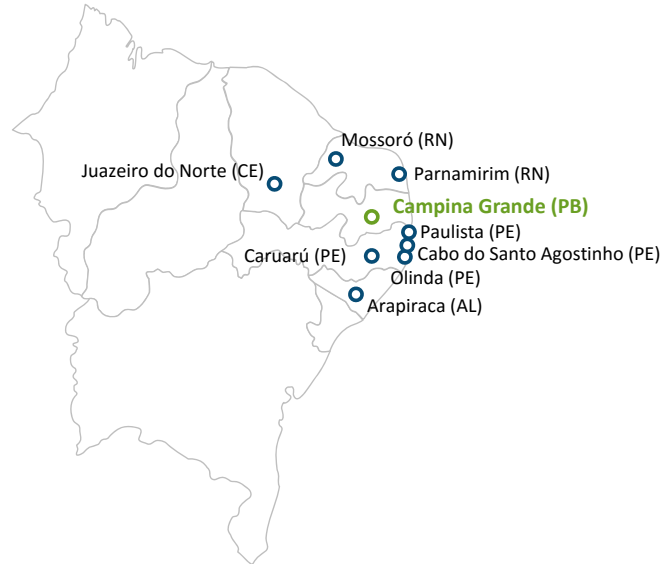 Mossoró (RN)
Juazeiro do Norte (CE)
Parnamirim (RN)
Campina Grande (PB)
Paulista (PE)
Caruarú (PE)
Cabo do Santo Agostinho (PE)
Olinda (PE)
Arapiraca (AL)